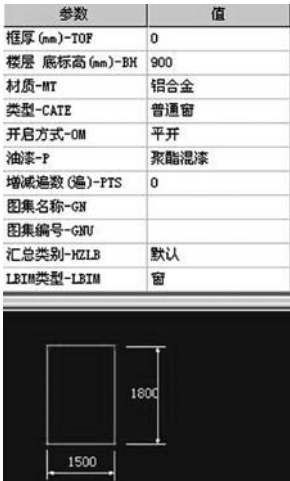 参数 值
框厚(mm)-TOF 0
楼层 底标高(mm)-BH 900
材质-MT 铝合金
类型-CATE 普通窗
开启方式-OM 平开
油漆-P 聚酯混漆
增减遍数(遍)-PTS 0
图集名称-GN
图集编号-GNU
汇总类别-HZLB 默认
LBIM类型-LBIM 窗
1800
1500